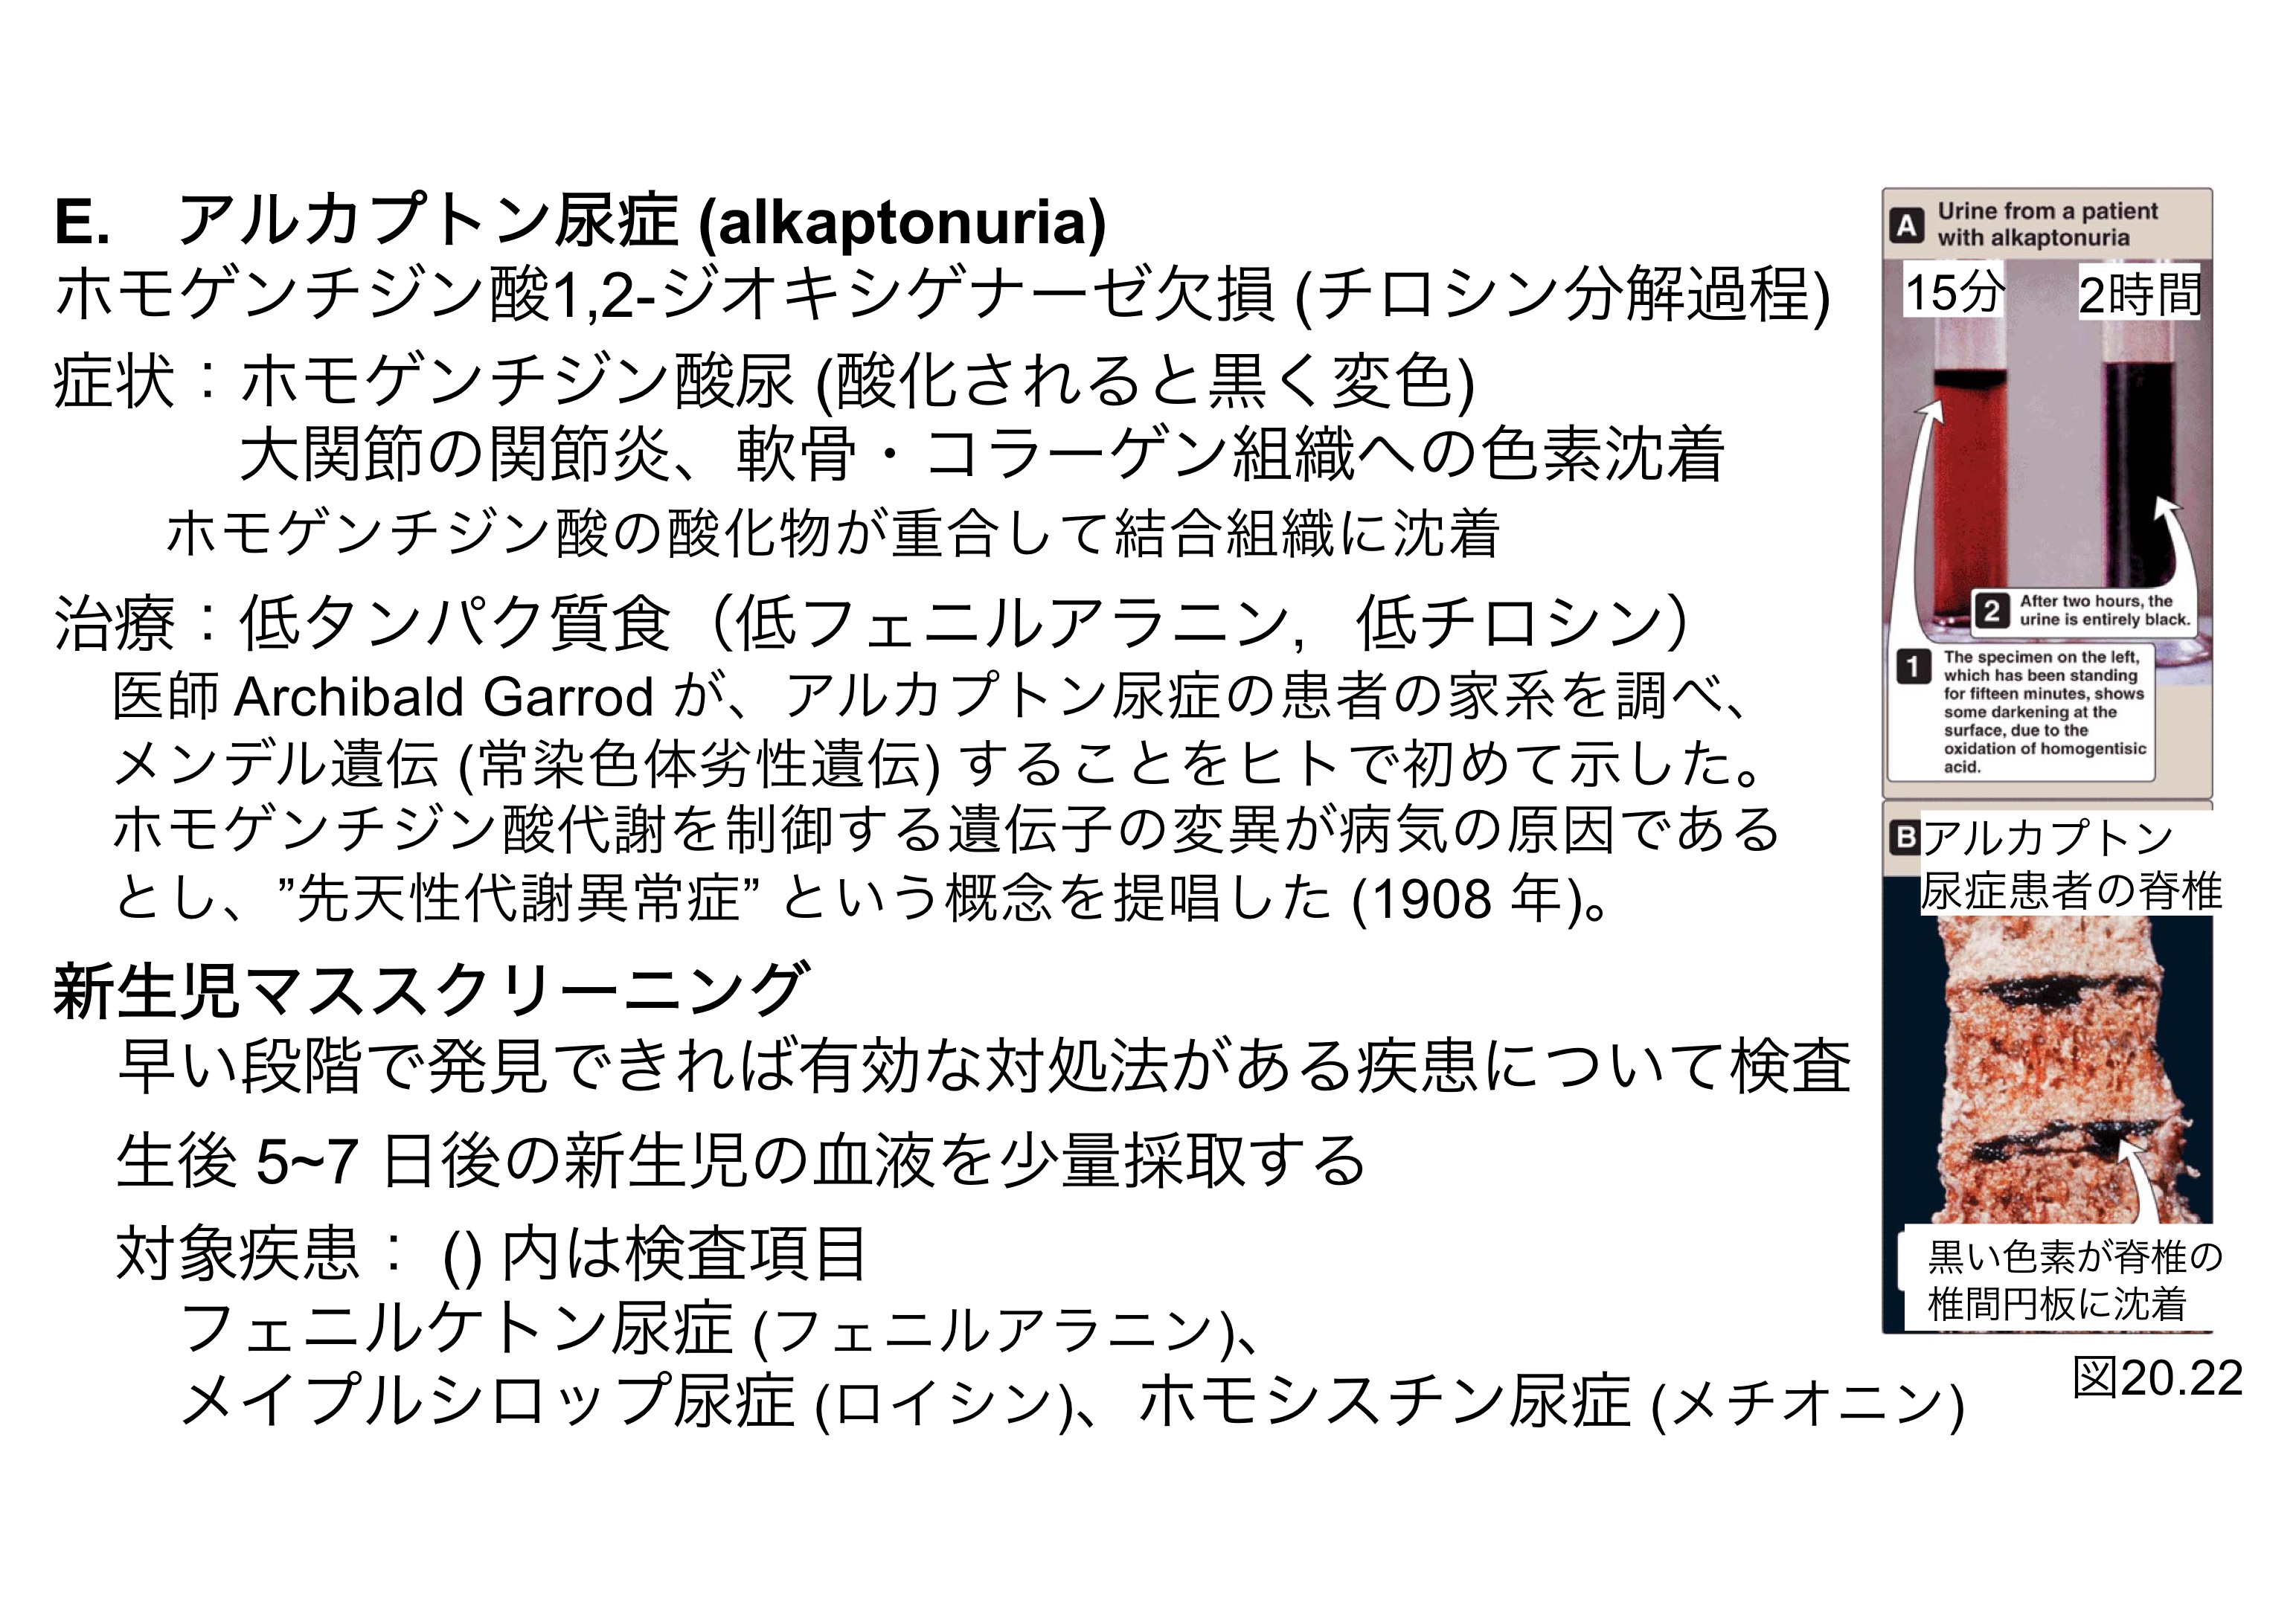 E. アルカプトン尿症 (alkaptonuria)
ホモゲンチジン酸1,2-ジオキシゲナーゼ欠損 (チロシン分解過程)
症状：ホモゲンチジン酸尿 (酸化されると黒く変色)
大関節の関節炎、軟骨・コラーゲン組織への色素沈着
ホモゲンチジン酸の酸化物が重合して結合組織に沈着
治療：低タンパク質食（低フェニルアラニン, 低チロシン）
医師 Archibald Garrod が、アルカプトン尿症の患者の家系を調べ、
メンデル遺伝 (常染色体劣性遺伝) することをヒトで初めて示した。
ホモゲンチジン酸代謝を制御する遺伝子の変異が病気の原因である
とし、”先天性代謝異常症” という概念を提唱した (1908 年)。
新生児マススクリーニング
早い段階で発見できれば有効な対処法がある疾患について検査
生後 5~7 日後の新生児の血液を少量採取する
対象疾患： () 内は検査項目
フェニルケトン尿症 (フェニルアラニン)、
メイプルシロップ尿症 (ロイシン)、ホモシスチン尿症 (メチオニン)
A Urine from a patient
with alkaptonuria
15分 2時間
2 After two hours, the
urine is entirely black.
1 The specimen on the left,
which has been standing
for fifteen minutes, shows
some darkening at the
surface, due to the
oxidation of homogentisic
acid.
B アルカプトン
尿症患者の脊椎
黒い色素が脊椎の
椎間円板に沈着
図20.22